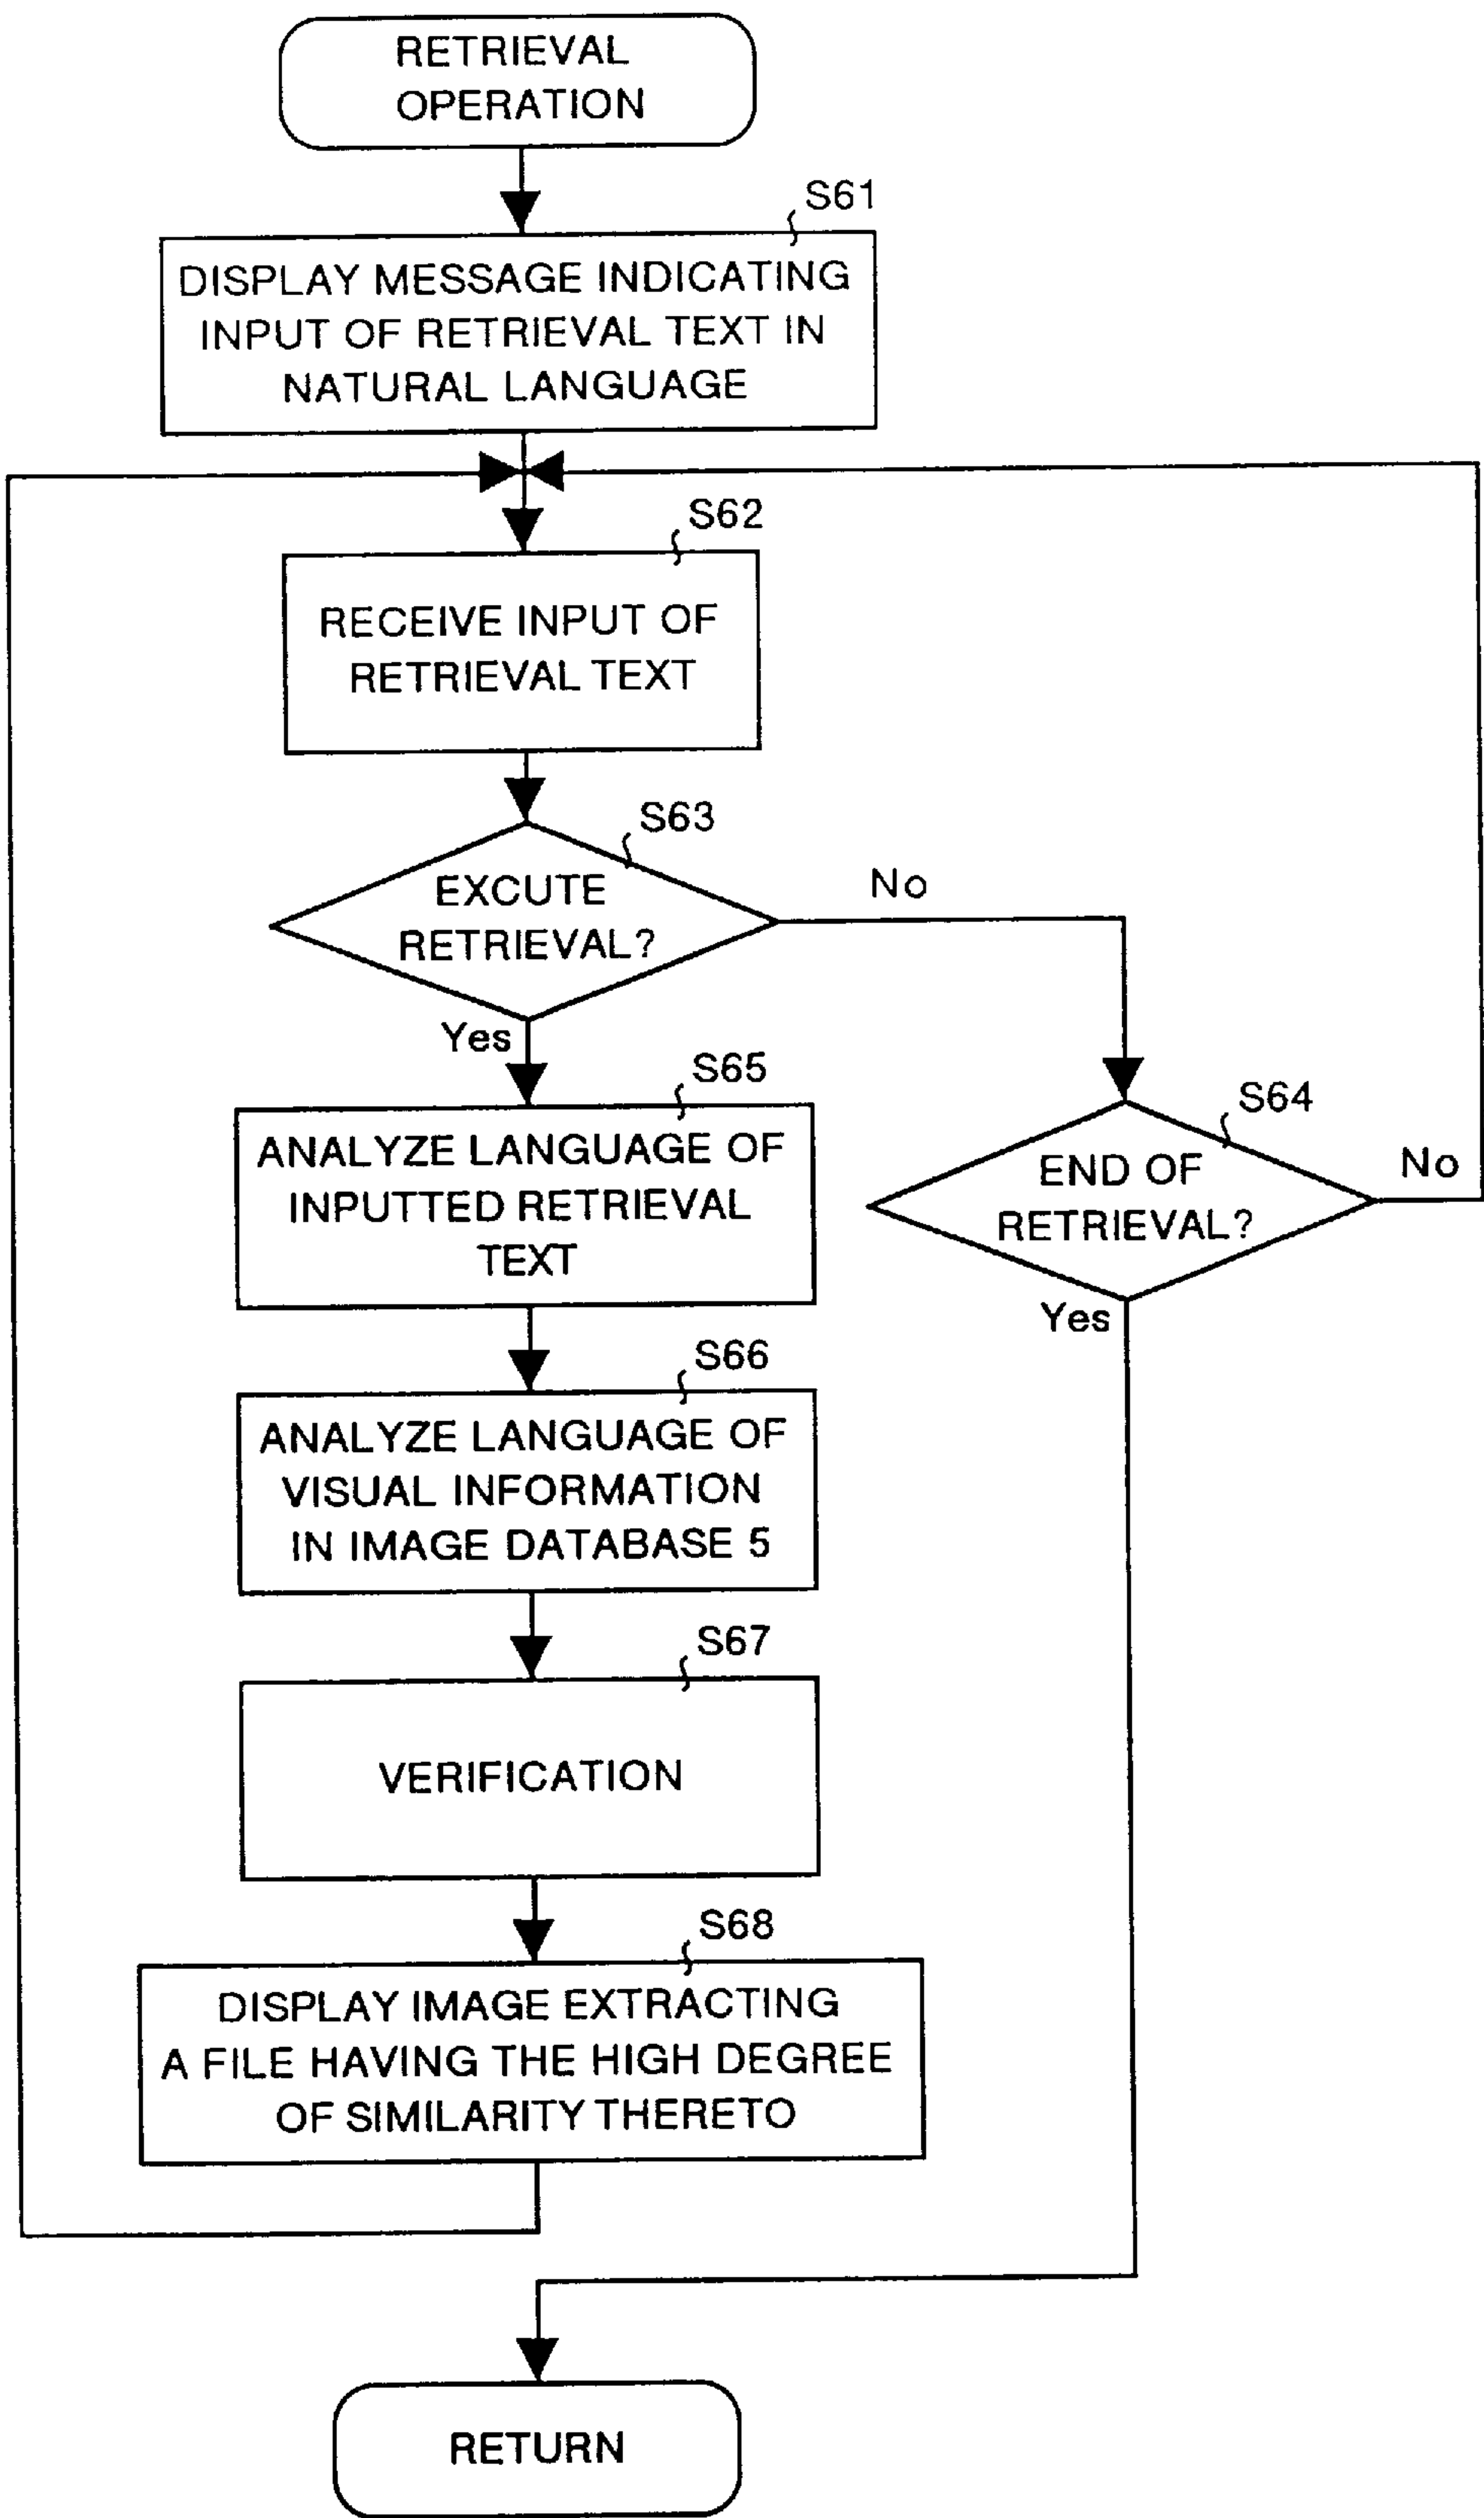 RETRIEVAL
OPERATION
S61
DISPLAY MESSAGE INDICATING
INPUT OF RETRIEVAL TEXT IN
NATURAL LANGUAGE
S62
RECEIVE INPUT OF
RETRIEVAL TEXT
S63
EXCUTE
RETRIEVAL?
No
Yes
S65
ANALYZE LANGUAGE OF
INPUTTED RETRIEVAL
TEXT
S64
END OF
RETRIEVAL?
No
Yes
S66
ANALYZE LANGUAGE OF
VISUAL INFORMATION
IN IMAGE DATABASE 5
S67
VERIFICATION
S68
DISPLAY IMAGE EXTRACTING
A FILE HAVING THE HIGH DEGREE
OF SIMILARITY THERETO
RETURN